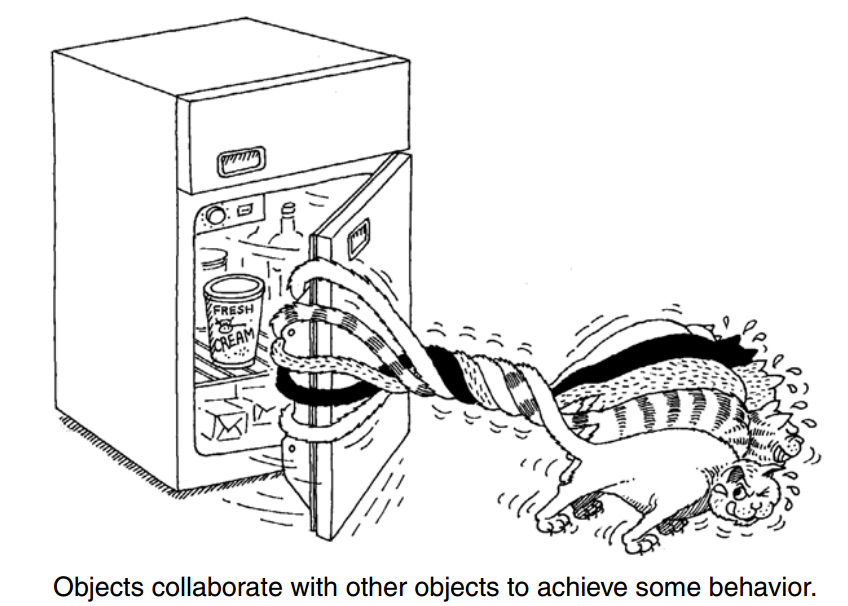 FRESH
CREAM
Objects collaborate with other objects to achieve some behavior.